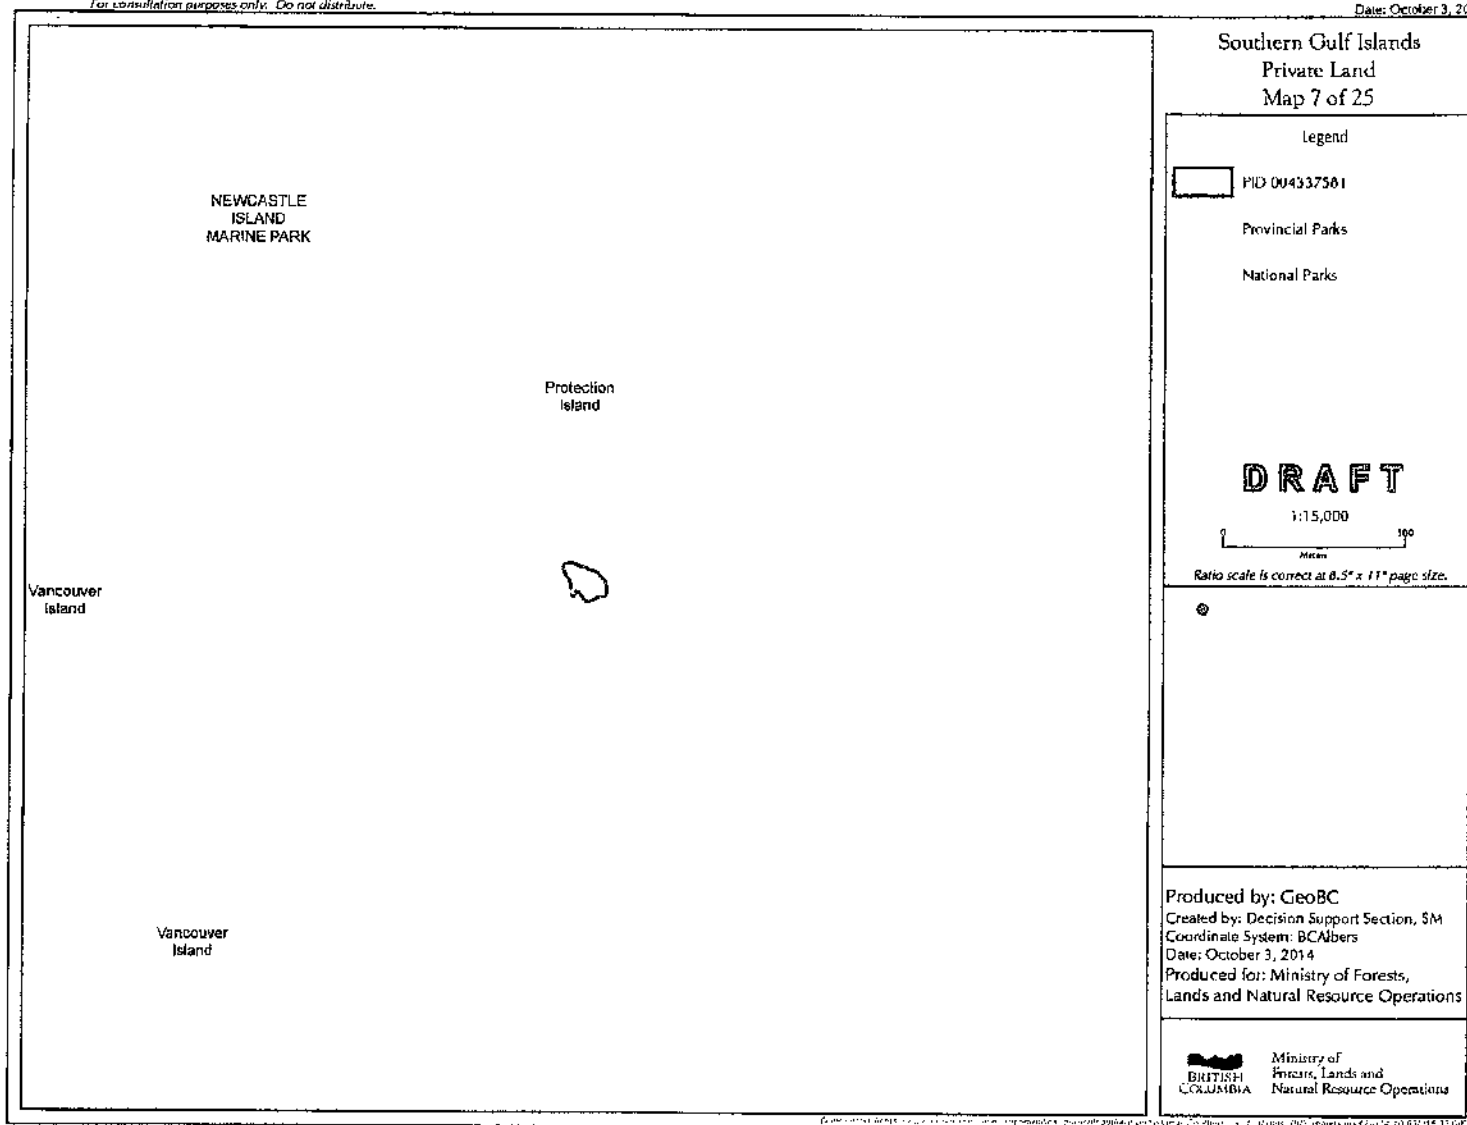 For consultation purposes only. Do not distribute.
Date: October 3, 20
Southern Gulf Islands
Private Land
Map 7 of 25
Legend
PID 004337581
Provincial Parks
National Parks
NEWCASTLE
ISLAND
MARINE PARK
Protection
Island
Vancouver
Island
Vancouver
Island
DRAFT
1:15,000
0 500
Meters
Ratio scale is correct at 8.5" x 11" page size.
Produced by: GeoBC
Created by: Decision Support Section, SM
Coordinate System: BCAlbers
Date: October 3, 2014
Produced for: Ministry of Forests,
Lands and Natural Resource Operations
BRITISH
COLUMBIA
Ministry of
Forests, Lands and
Natural Resource Operations